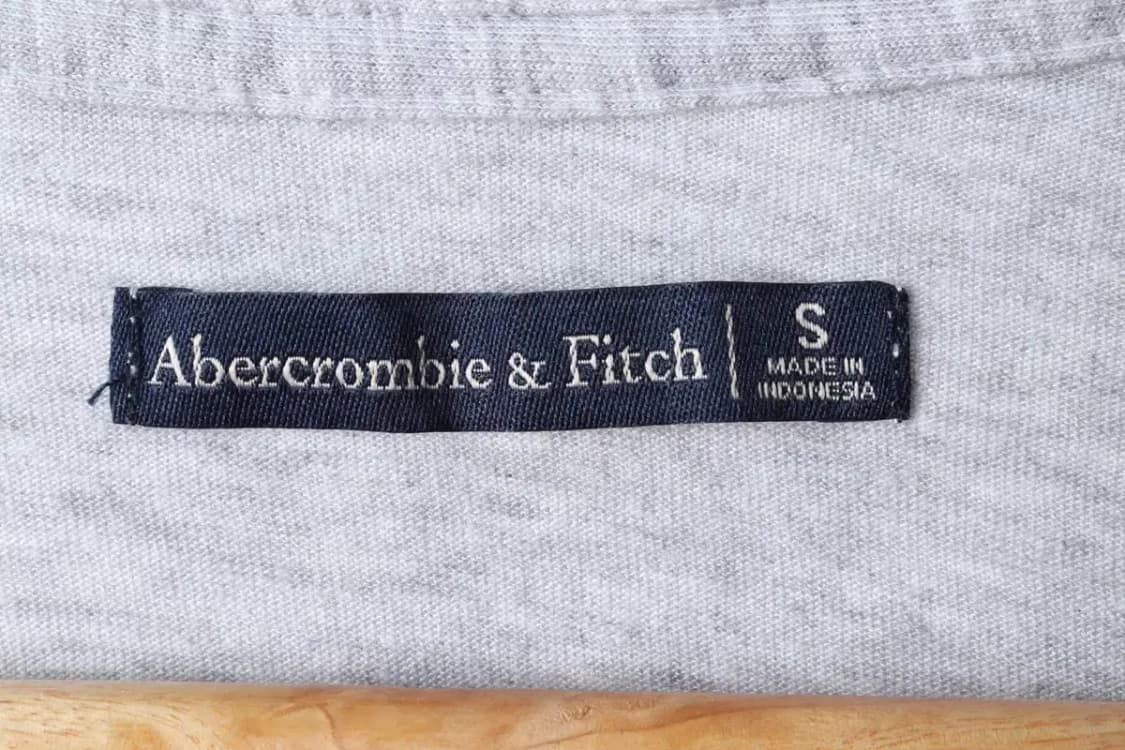 Abercrombie & Fitch
S
MADE IN
INDONESIA